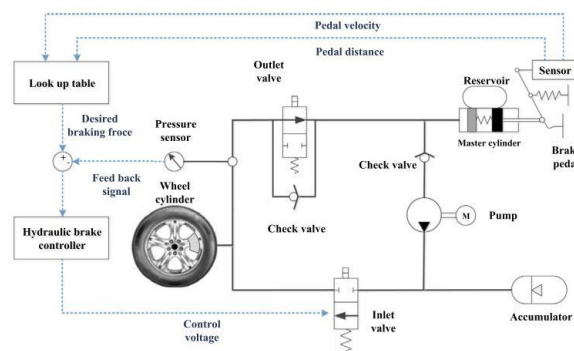 Pedal velocity
Pedal distance
Outlet
valve
Sensor
Reservoir
Look up table
Desired
braking froce
Pressure
sensor
Master cylinder
Brak
peda
Check valve
+
-
Feed back
signal
Wheel
cylinder
Pump
M
Check valve
Hydraulic brake
controller
Control
voltage
Inlet
valve
Accumulator